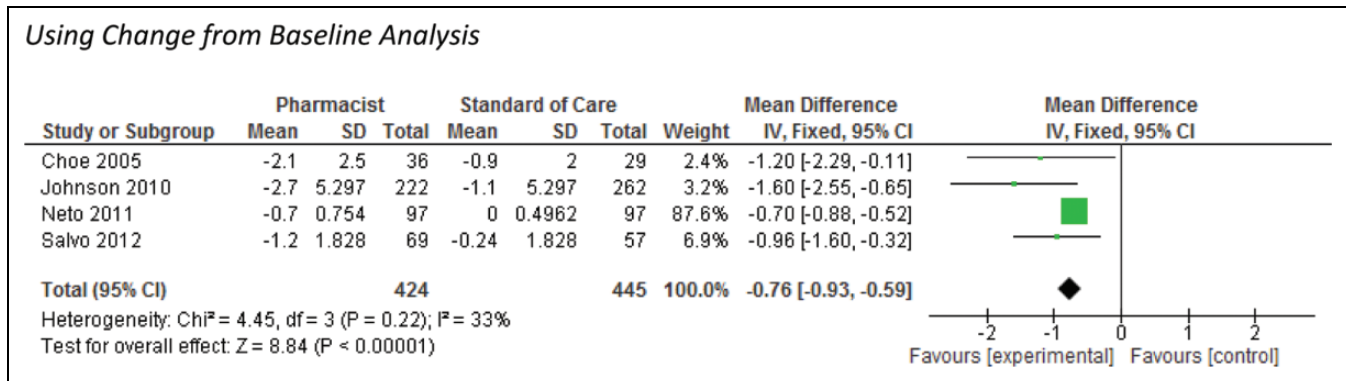 Using Change from Baseline Analysis
Pharmacist Standard of Care Mean Difference Mean Difference
Study or Subgroup Mean SD Total Mean SD Total Weight IV, Fixed, 95% CI IV, Fixed, 95% CI
Choe 2005 -2.1 2.5 36 -0.9 2 29 2.4% -1.20 [-2.29, -0.11]
Johnson 2010 -2.7 5.297 222 -1.1 5.297 262 3.2% -1.60 [-2.55, -0.65]
Neto 2011 -0.7 0.754 97 0 0.4962 97 87.6% -0.70 [-0.88, -0.52]
Salvo 2012 -1.2 1.828 69 -0.24 1.828 57 6.9% -0.96 [-1.60, -0.32]
Total (95% CI) 424 445 100.0% -0.76 [-0.93, -0.59]
Heterogeneity: Chi² = 4.45, df = 3 (P = 0.22); I² = 33%
Test for overall effect: Z = 8.84 (P < 0.00001)
-2 -1 0 1 2
Favours [experimental] Favours [control]